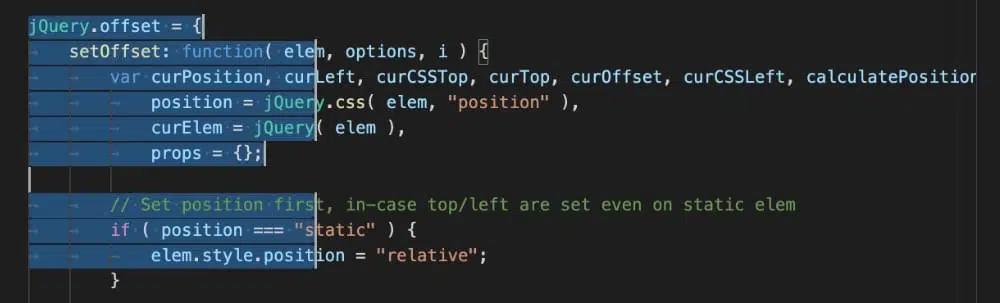 jQuery.offset = {
setOffset: function( elem, options, i ) {
var curPosition, curLeft, curCSSTop, curTop, curOffset, curCSSLeft, calculatePosition
position = jQuery.css( elem, "position" ),
curElem = jQuery( elem ),
props = {};
// Set position first, in-case top/left are set even on static elem
if ( position === "static" ) {
elem.style.position = "relative";
}